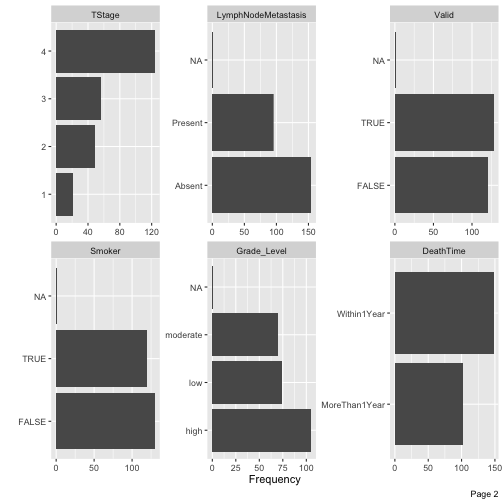 TStage
4
3
2
1
0 40 80 120
LymphNodeMetastasis
NA
Present
Absent
0 50 100 150
Valid
NA
TRUE
FALSE
0 50 100
Smoker
NA
TRUE
FALSE
0 50 100
Grade_Level
NA
moderate
low
high
0 25 50 75 100
DeathTime
Within1Year
MoreThan1Year
0 50 100 150
Frequency
Page 2